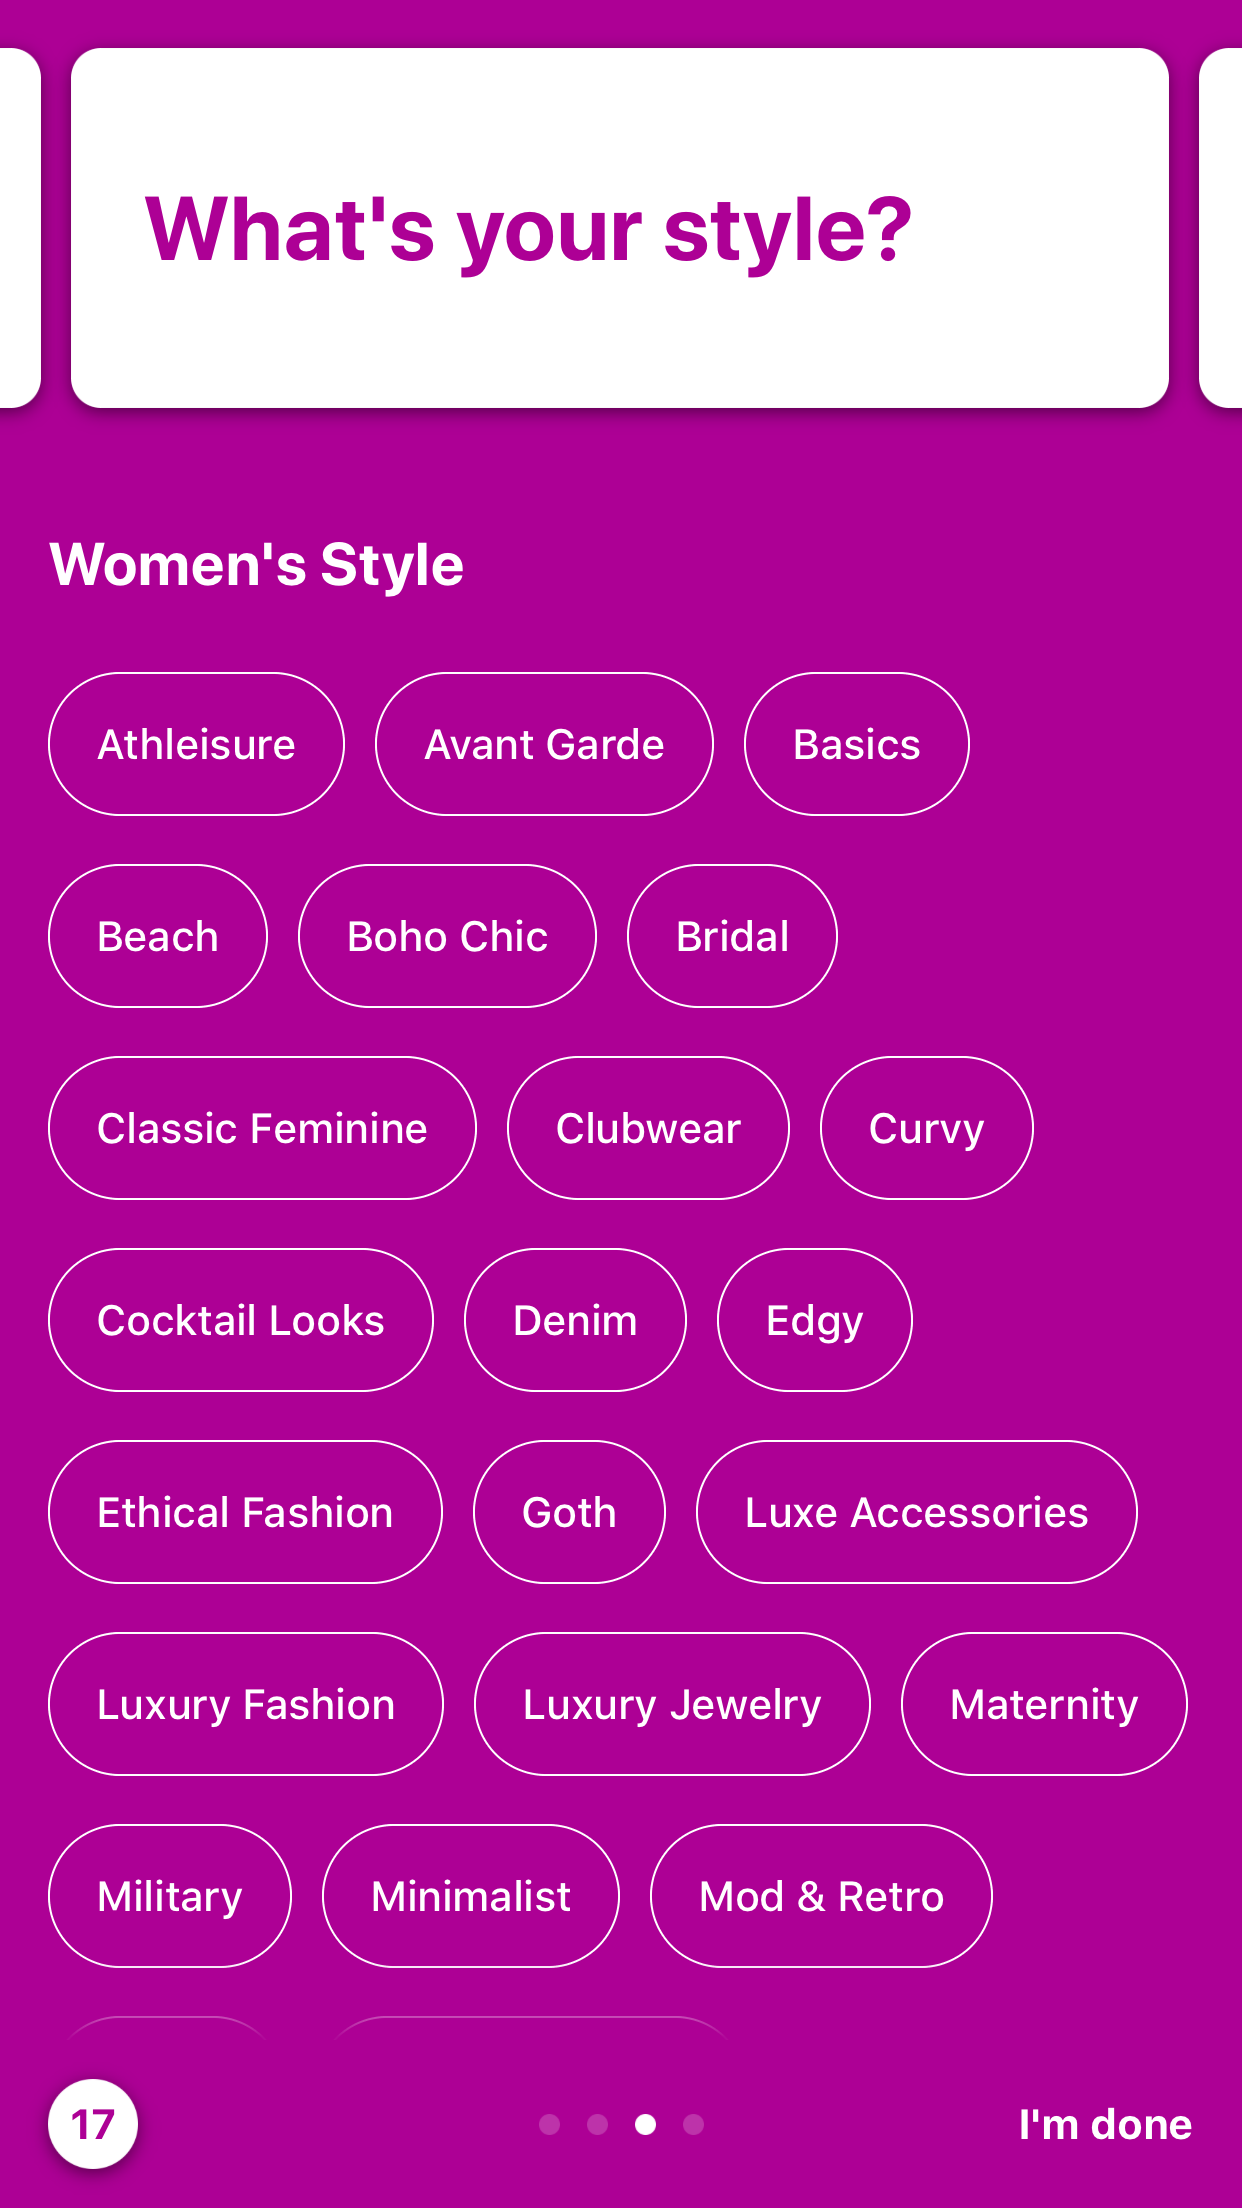 What's your style?
Women's Style
Athleisure Avant Garde Basics
Beach Boho Chic Bridal
Classic Feminine Clubwear Curvy
Cocktail Looks Denim Edgy
Ethical Fashion Goth Luxe Accessories
Luxury Fashion Luxury Jewelry Maternity
Military Minimalist Mod & Retro
17 I'm done